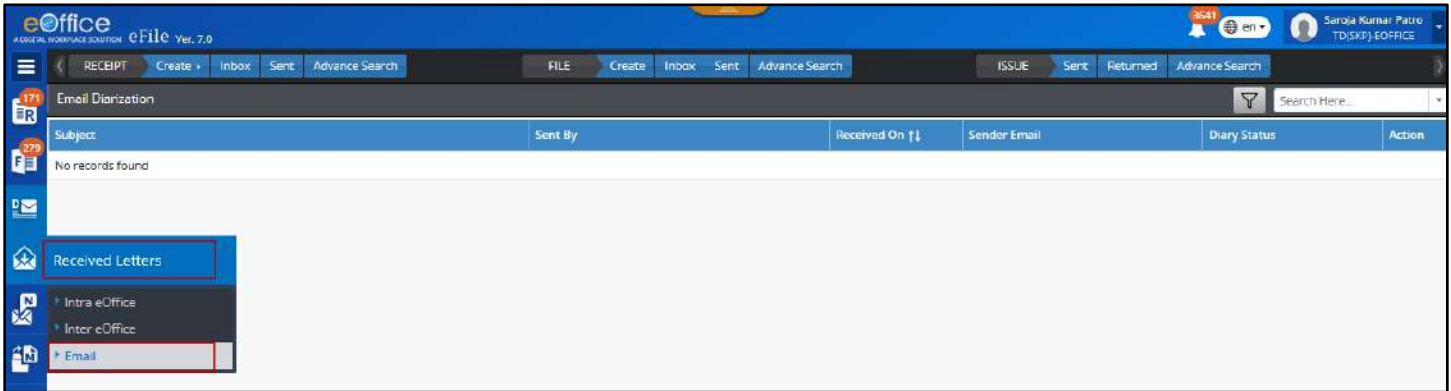 eOffice
A DIGITAL WORKPLACE SOLUTION eFile Ver. 7.0
3641
en
Saroja Kumar Patro
TD(SKP)-EOFFICE
RECEIPT Create Inbox Sent Advance Search FILE Create Inbox Sent Advance Search ISSUE Sent Returned Advance Search
171
R
Email Diarization
Search Here...
Subject Sent By Received On Sender Email Diary Status Action
279
F
No records found
D
Received Letters
N
Intra eOffice
Inter eOffice
M
Email